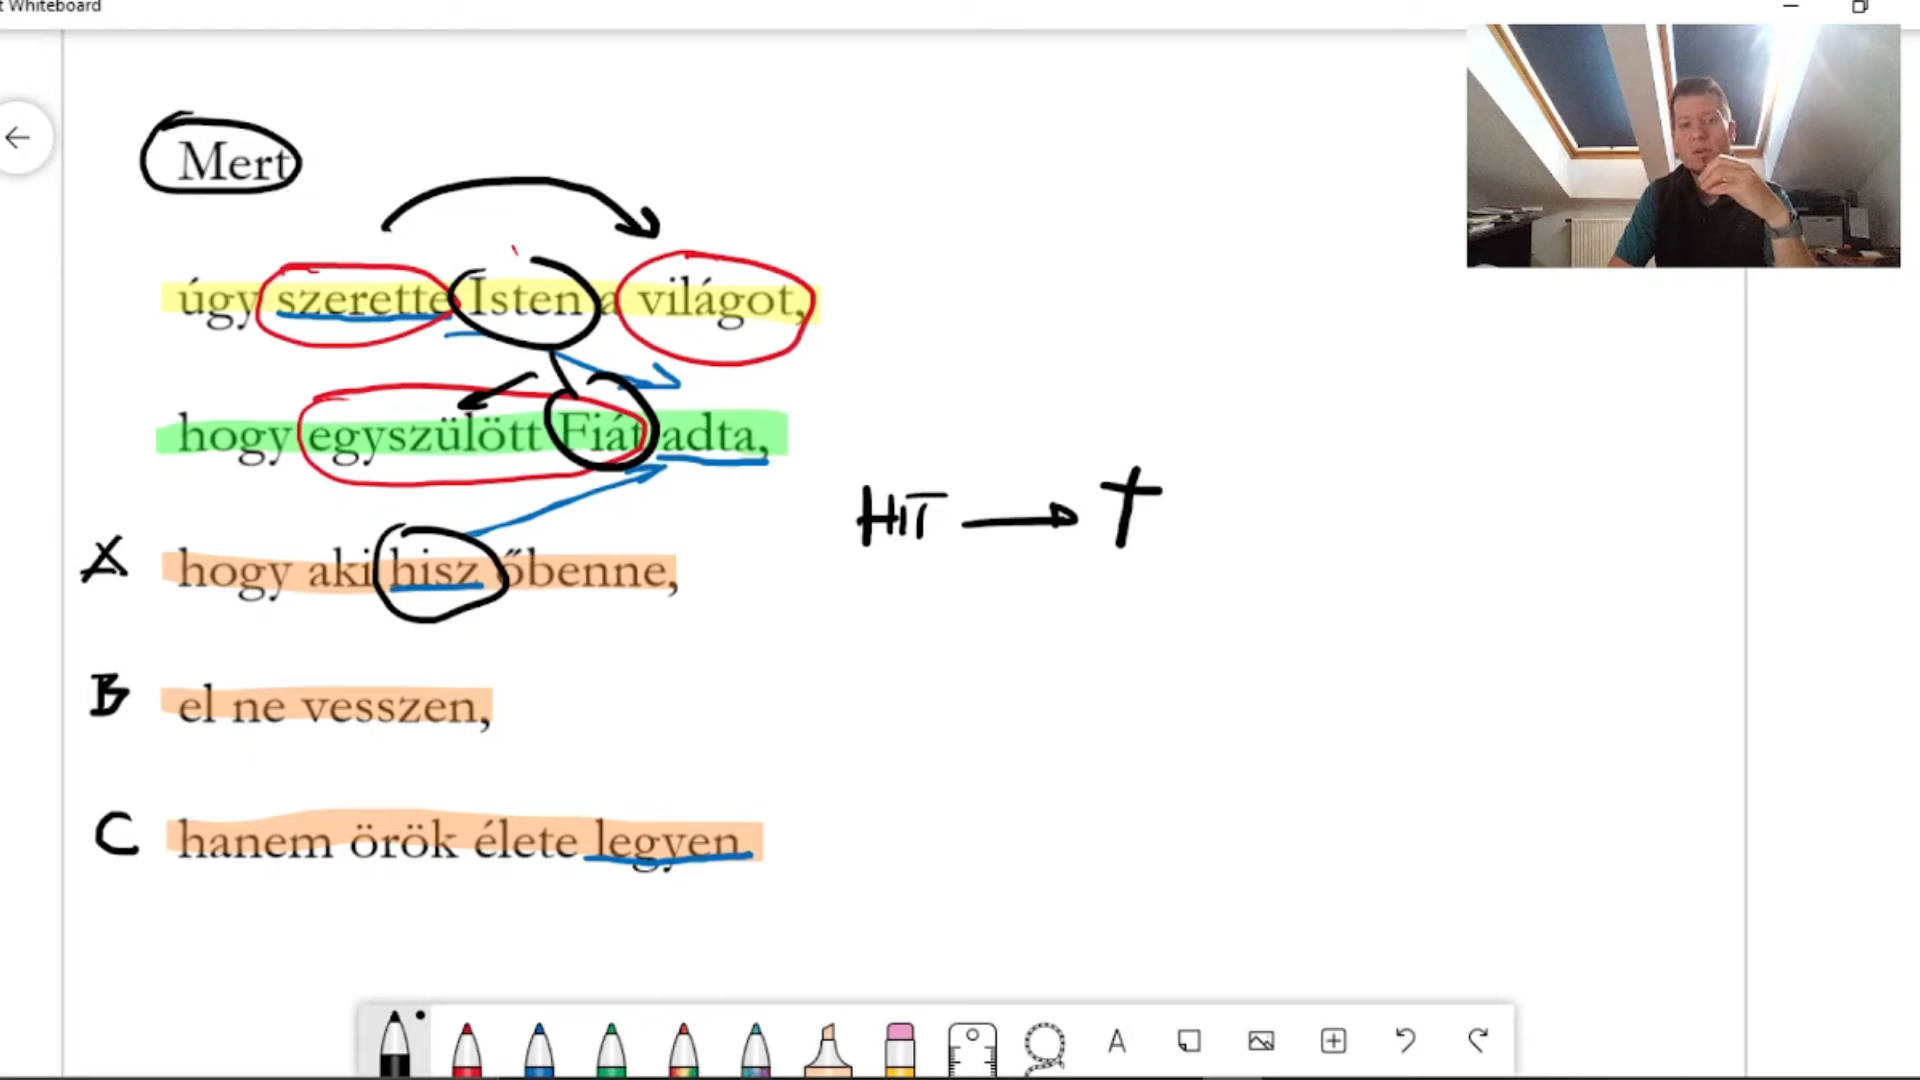 t Whiteboard
Mert
úgy szerette Isten a világot,
hogy egyszülött Fiát adta,
HIT → †
A hogy aki hisz őbenne,
B el ne vesszen,
C hanem örök élete legyen
A